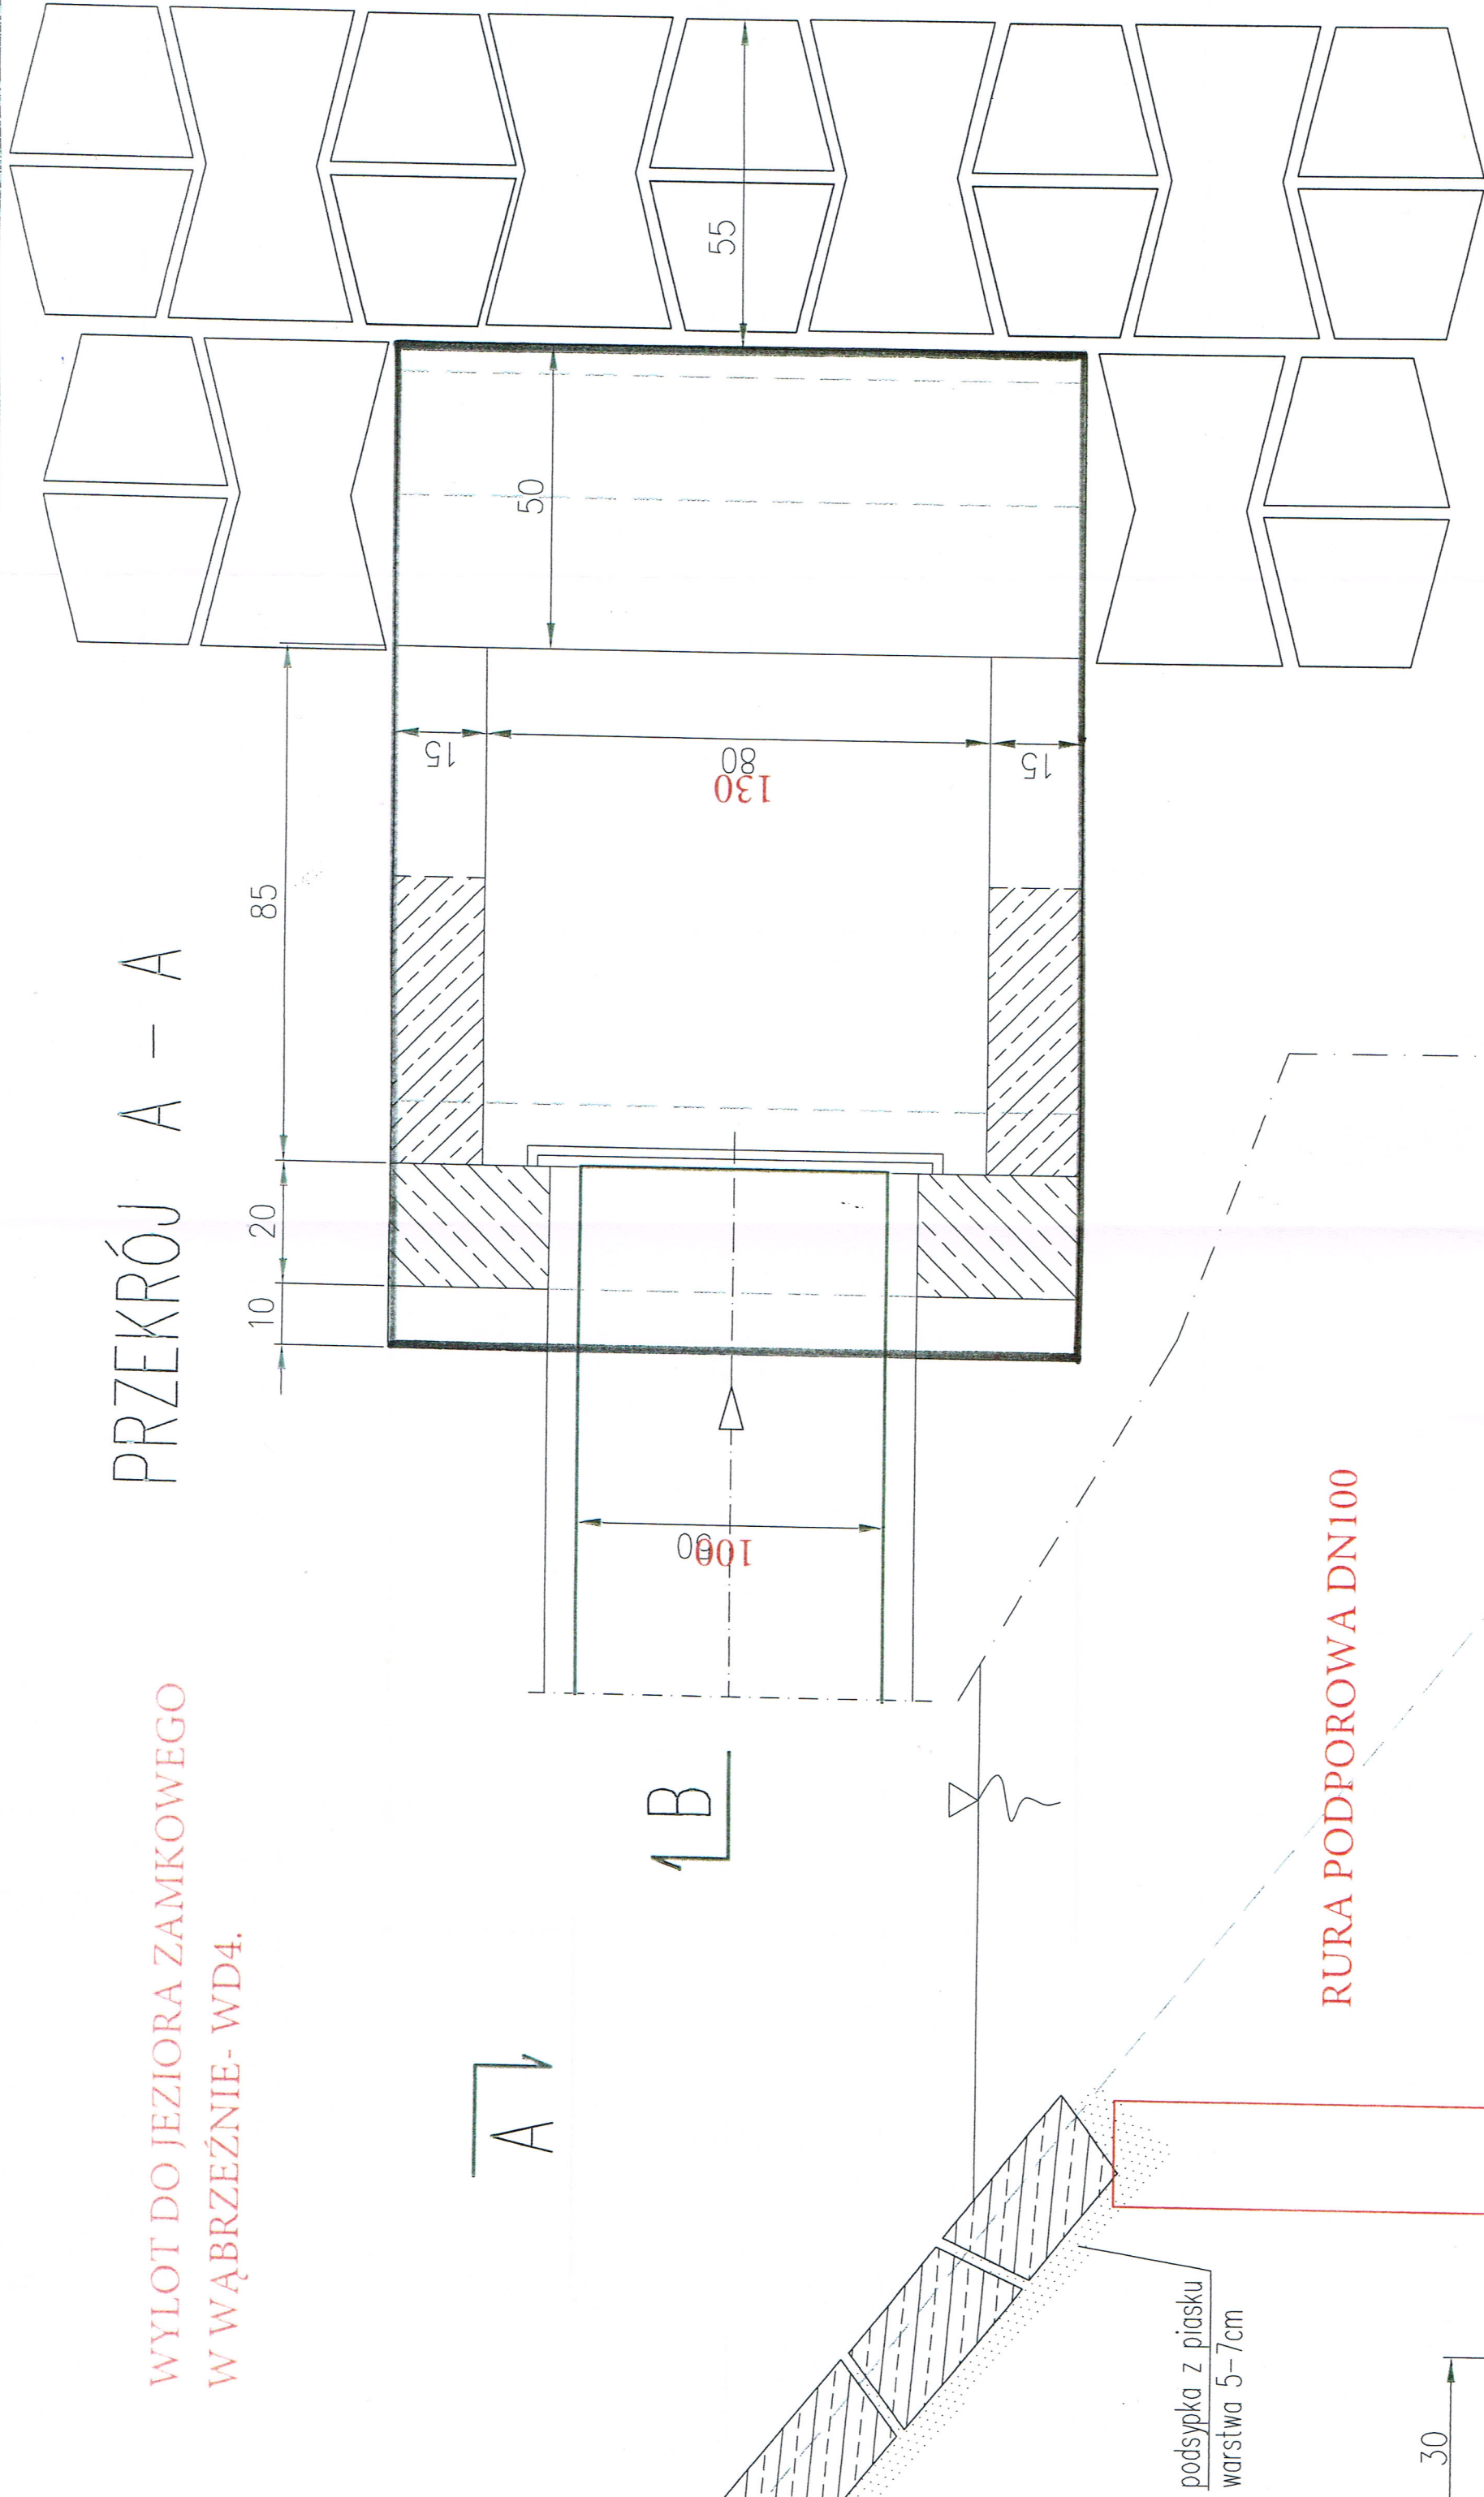 WYLOT DO JEZIORA ZAMKOWEGO
W WĄBRZEŹNIE- WD4.
PRZEKRÓJ A - A
10
20
85
15
80
130
15
50
55
60
100
B
A
RURA PODPOROWA DN100
podsypka z piasku
warstwa 5-7cm
30